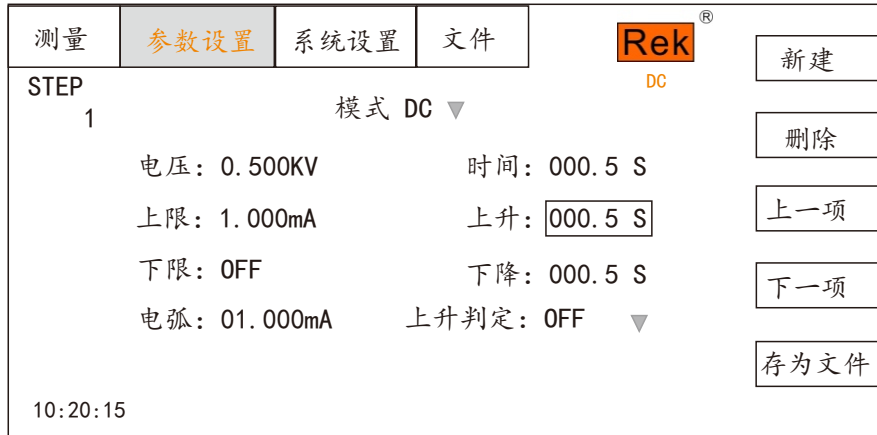 测量 参数设置 系统设置 文件 Rek ®
DC
新建
STEP
1
模式 DC
删除
电压: 0.500KV 时间: 000.5 S
上限: 1.000mA 上升: 000.5 S
上一项
下限: OFF 下降: 000.5 S
下一项
电弧: 01.000mA 上升判定: OFF
存为文件
10:20:15